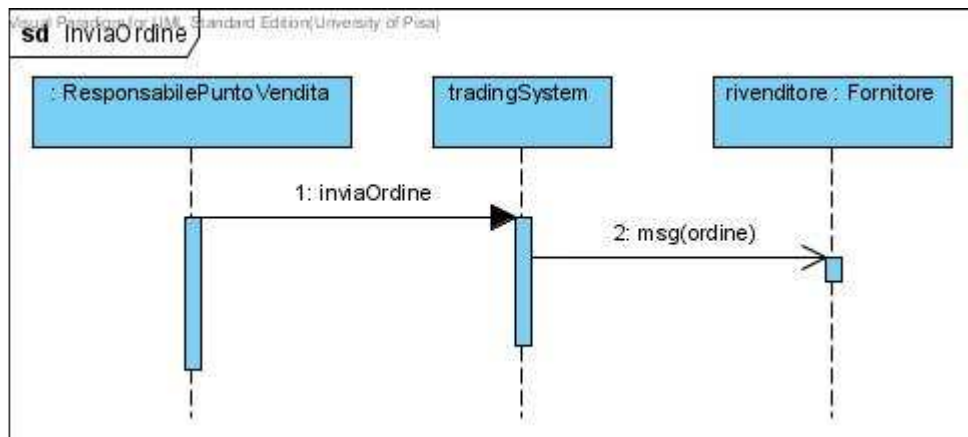 Visual Paradigm for UML Standard Edition(University of Pisa)
sd InviaOrdine
: ResponsabilePuntoVendita
tradingSystem
rivenditore : Fornitore
1: inviaOrdine
2: msg(ordine)